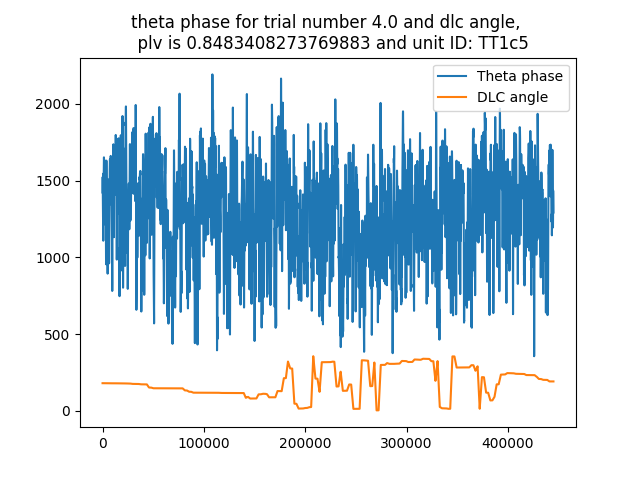 theta phase for trial number 4.0 and dlc angle,
plv is 0.8483408273769883 and unit ID: TT1c5
Theta phase
DLC angle
2000
1500
1000
500
0
0 100000 200000 300000 400000